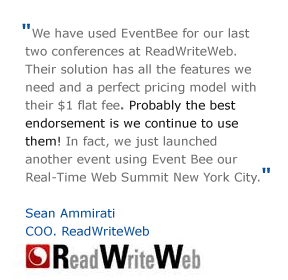 "We have used EventBee for our last
two conferences at ReadWriteWeb.
Their solution has all the features we
need and a perfect pricing model with
their $1 flat fee. Probably the best
endorsement is we continue to use
them! In fact, we just launched
another event using Event Bee our
Real-Time Web Summit New York City."
Sean Ammirati
COO. ReadWriteWeb
ReadWriteWeb